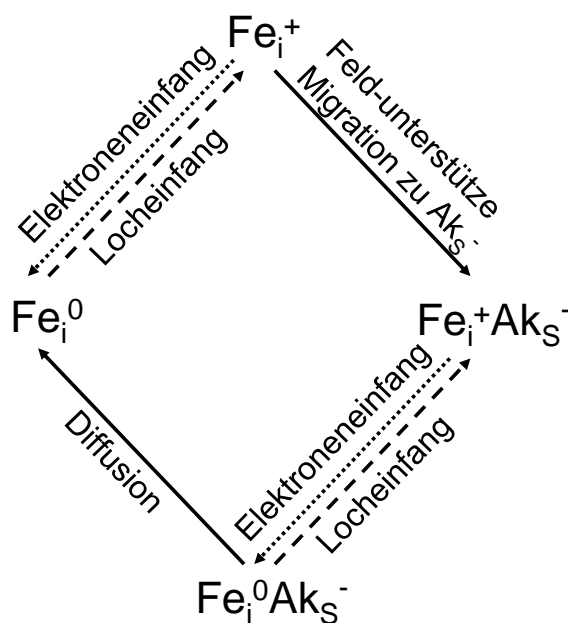 Fe_i^+
Elektroneneinfang
Locheinfang
Feld-unterstütze
Migration zu Ak_S^-
Fe_i^0
Fe_i^+Ak_S^-
Diffusion
Elektroneneinfang
Locheinfang
Fe_i^0Ak_S^-